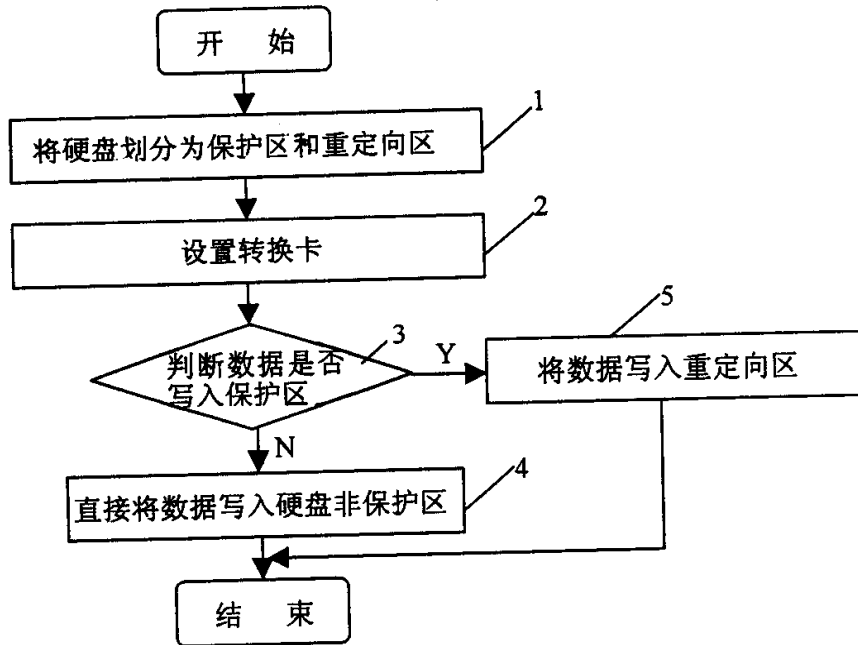 开 始
1
将硬盘划分为保护区和重定向区
2
设置转换卡
3
判断数据是否
写入保护区
Y
5
将数据写入重定向区
N
4
直接将数据写入硬盘非保护区
结 束